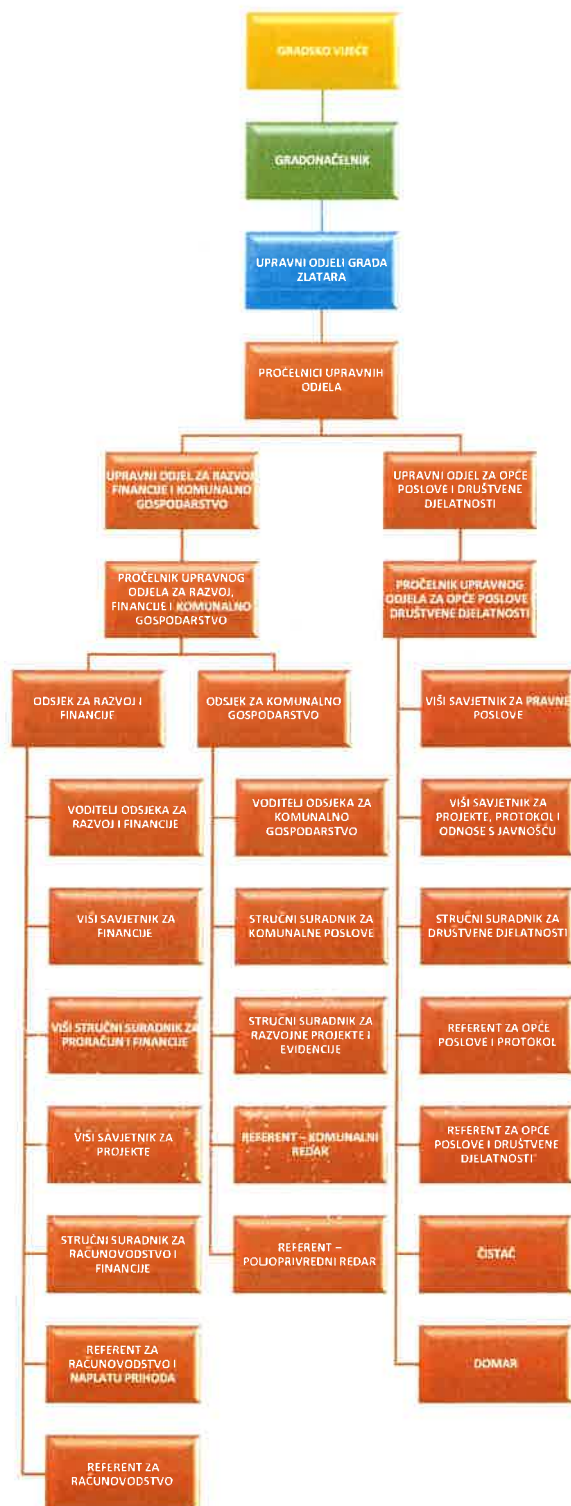 GRADSKO VIJEĆE
GRADONAČELNIK
UPRAVNI ODJELI GRADA
ZLATARA
PROČELNICI UPRAVNIH
ODJELA
UPRAVNI ODJEL ZA RAZVOJ
FINANCIJE I KOMUNALNO
GOSPODARSTVO
UPRAVNI ODJEL ZA OPĆE
POSLOVE I DRUŠTVENE
DJELATNOSTI
PROČELNIK UPRAVNOG
ODJELA ZA RAZVOJ,
FINANCIJE I KOMUNALNO
GOSPODARSTVO
PROČELNIK UPRAVNOG
ODJELA ZA OPĆE POSLOVE
DRUŠTVENE DJELATNOSTI
ODSJEK ZA RAZVOJ I
FINANCIJE
ODSJEK ZA KOMUNALNO
GOSPODARSTVO
VODITELJ ODSJEKA ZA
RAZVOJ I FINANCIJE
VIŠI SAVJETNIK ZA
FINANCIJE
VIŠI STRUČNI SURADNIK ZA
PRORAČUN I FINANCIJE
VIŠI SAVJETNIK ZA
PROJEKTE
STRUČNI SURADNIK ZA
RAČUNOVODSTVO I
FINANCIJE
REFERENT ZA
RAČUNOVODSTVO I
NAPLATU PRIHODA
REFERENT ZA
RAČUNOVODSTVO
VODITELJ ODSJEKA ZA
KOMUNALNO
GOSPODARSTVO
STRUČNI SURADNIK ZA
KOMUNALNE POSLOVE
STRUČNI SURADNIK ZA
RAZVOJNE PROJEKTE I
EVIDENCIJE
REFERENT – KOMUNALNI
REDAR
REFERENT –
POLJOPRIVREDNI REDAR
VIŠI SAVJETNIK ZA PRAVNE
POSLOVE
VIŠI SAVJETNIK ZA
PROJEKTE, PROTOKOL I
ODNOSE S JAVNOŠĆU
STRUČNI SURADNIK ZA
DRUŠTVENE DJELATNOSTI
REFERENT ZA OPĆE
POSLOVE I PROTOKOL
REFERENT ZA OPĆE
POSLOVE I DRUŠTVENE
DJELATNOSTI
ČISTAČ
DOMAR